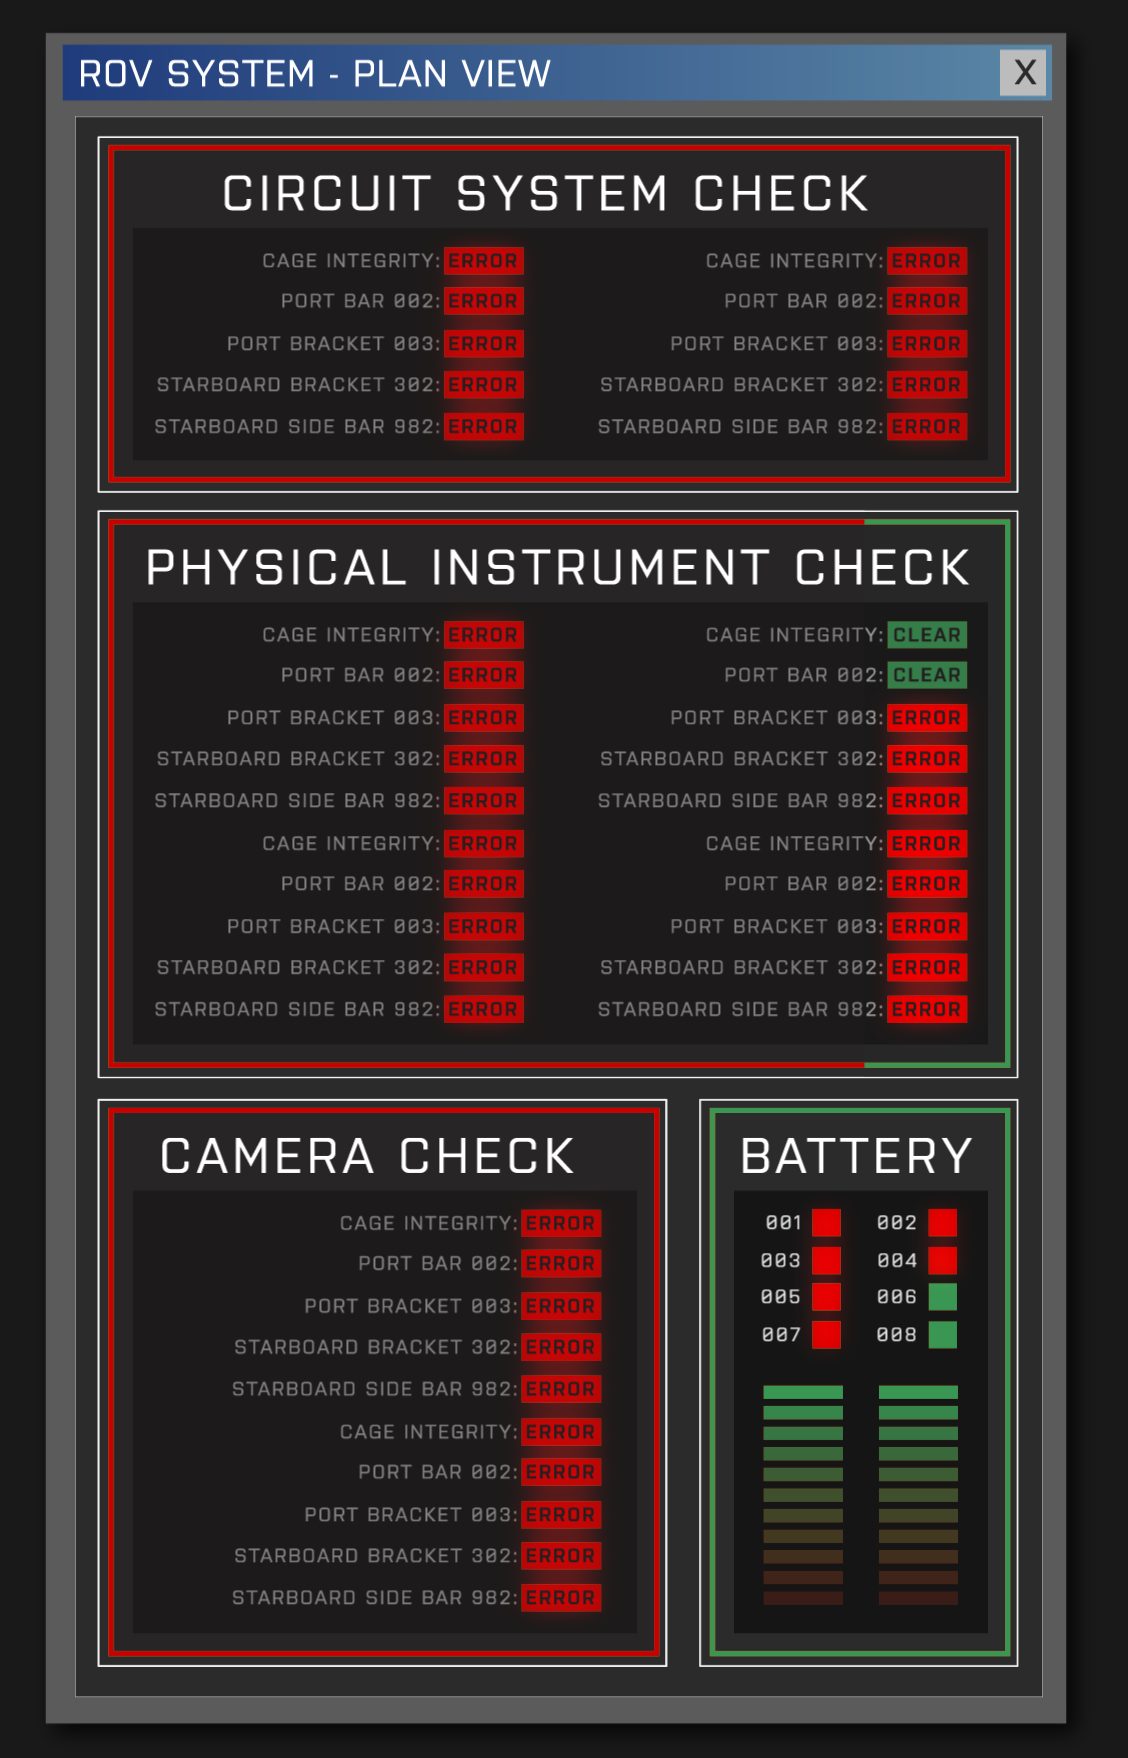 ROV SYSTEM - PLAN VIEW X
CIRCUIT SYSTEM CHECK
CAGE INTEGRITY: ERROR CAGE INTEGRITY: ERROR
PORT BAR 002: ERROR PORT BAR 002: ERROR
PORT BRACKET 003: ERROR PORT BRACKET 003: ERROR
STARBOARD BRACKET 302: ERROR STARBOARD BRACKET 302: ERROR
STARBOARD SIDE BAR 982: ERROR STARBOARD SIDE BAR 982: ERROR
PHYSICAL INSTRUMENT CHECK
CAGE INTEGRITY: ERROR CAGE INTEGRITY: CLEAR
PORT BAR 002: ERROR PORT BAR 002: CLEAR
PORT BRACKET 003: ERROR PORT BRACKET 003: ERROR
STARBOARD BRACKET 302: ERROR STARBOARD BRACKET 302: ERROR
STARBOARD SIDE BAR 982: ERROR STARBOARD SIDE BAR 982: ERROR
CAGE INTEGRITY: ERROR CAGE INTEGRITY: ERROR
PORT BAR 002: ERROR PORT BAR 002: ERROR
PORT BRACKET 003: ERROR PORT BRACKET 003: ERROR
STARBOARD BRACKET 302: ERROR STARBOARD BRACKET 302: ERROR
STARBOARD SIDE BAR 982: ERROR STARBOARD SIDE BAR 982: ERROR
CAMERA CHECK
CAGE INTEGRITY: ERROR
PORT BAR 002: ERROR
PORT BRACKET 003: ERROR
STARBOARD BRACKET 302: ERROR
STARBOARD SIDE BAR 982: ERROR
CAGE INTEGRITY: ERROR
PORT BAR 002: ERROR
PORT BRACKET 003: ERROR
STARBOARD BRACKET 302: ERROR
STARBOARD SIDE BAR 982: ERROR
BATTERY
001 002
003 004
005 006
007 008